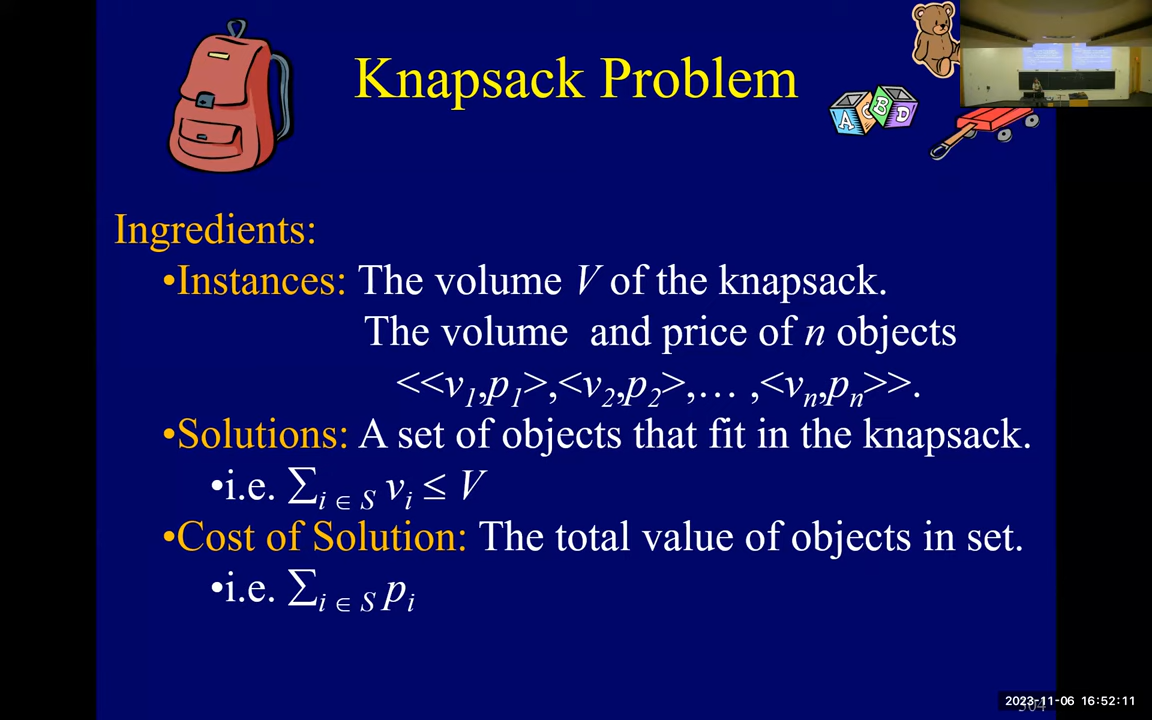 Knapsack Problem
A C B D
Ingredients:
•Instances: The volume V of the knapsack.
The volume and price of n objects
<<v₁,p₁>,<v₂,p₂>,… ,<vₙ,pₙ>>.
•Solutions: A set of objects that fit in the knapsack.
•i.e. ∑ᵢ ∈ S vᵢ ≤ V
•Cost of Solution: The total value of objects in set.
•i.e. ∑ᵢ ∈ S pᵢ
2023-11-06 16:52:11